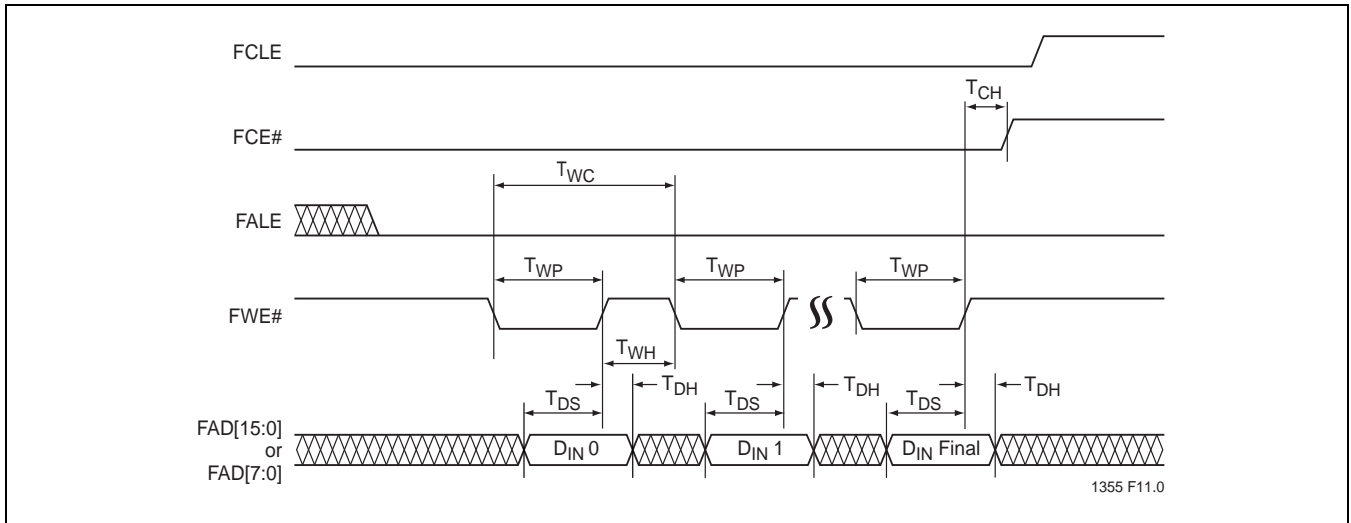 FCLE
T_CH
FCE#
T_WC
FALE
T_WP T_WP T_WP
FWE#
T_WH
T_DH T_DH T_DH
T_DS T_DS T_DS
FAD[15:0]
or
FAD[7:0]
D_IN 0 D_IN 1 D_IN Final
1355 F11.0